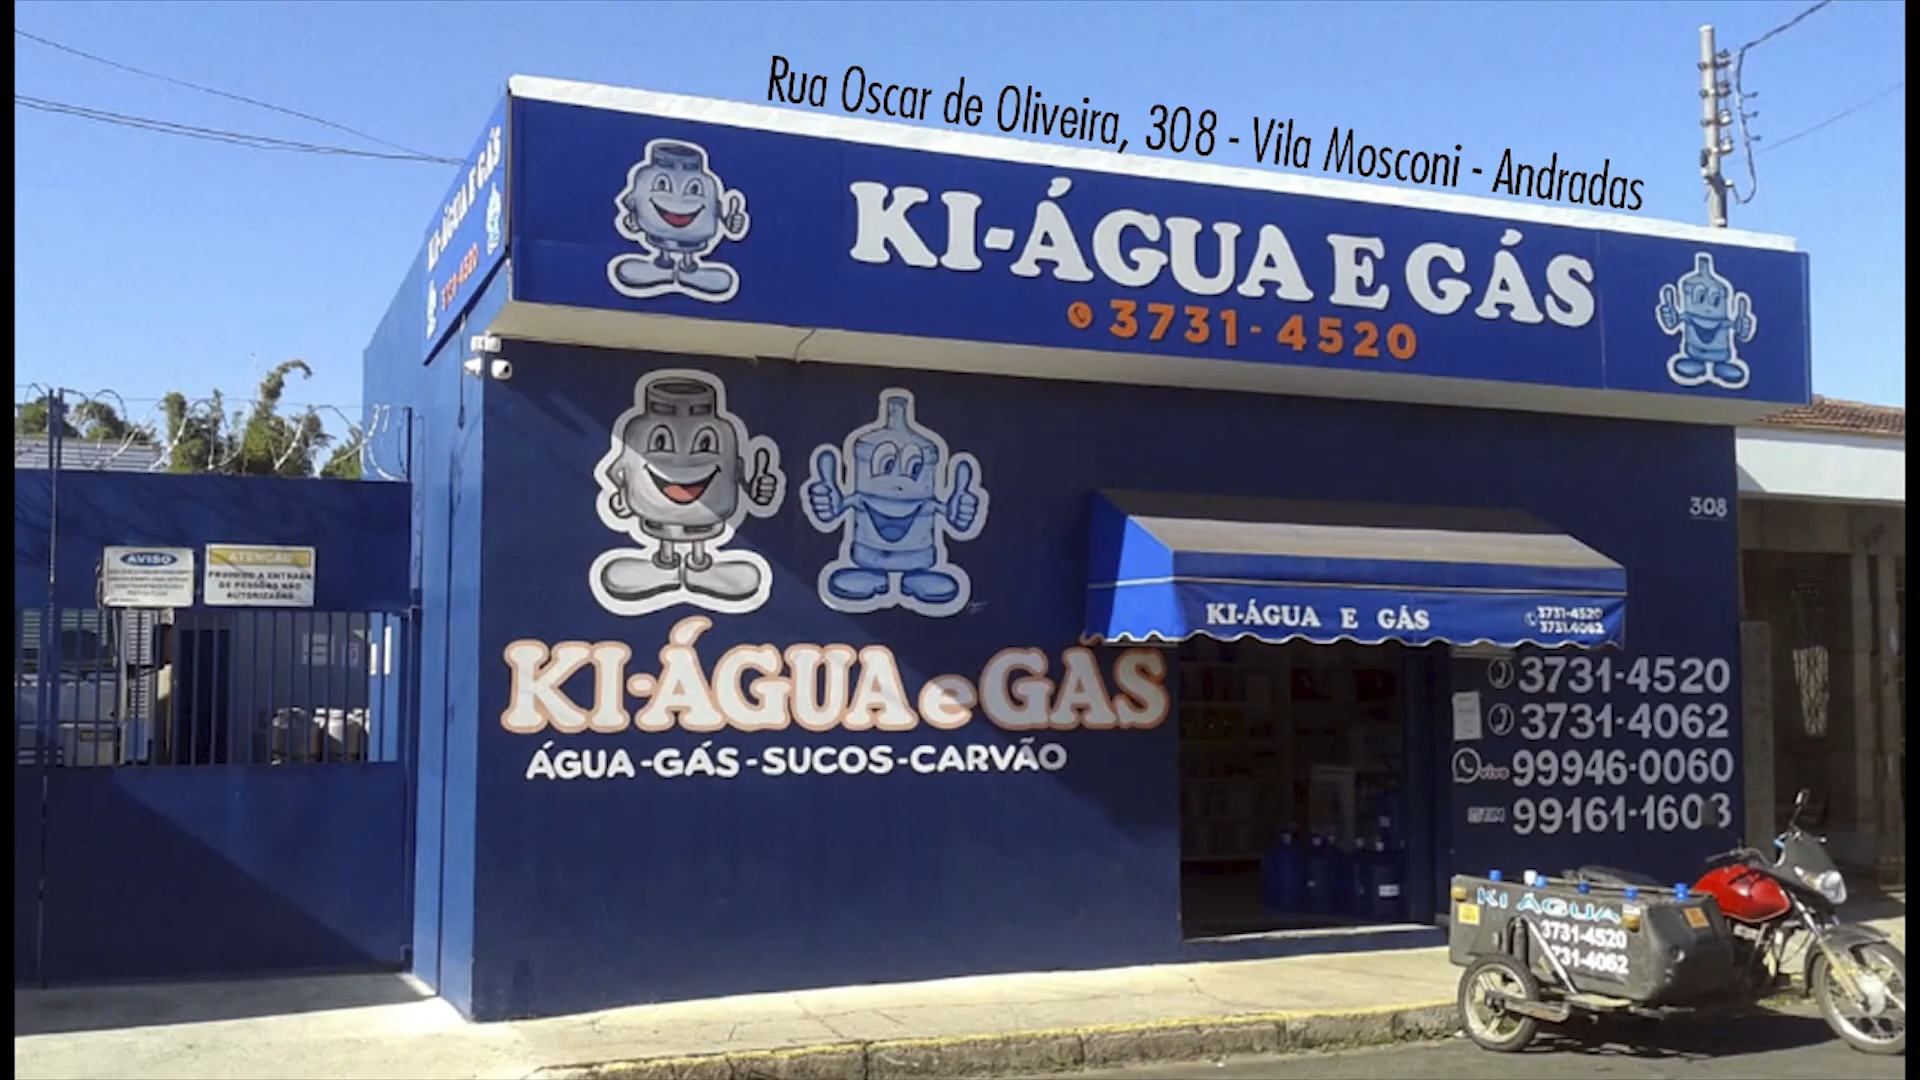 Rua Oscar de Oliveira, 308 - Vila Mosconi - Andradas
KI-ÁGUA E GÁS
3731-4520
KI-ÁGUA E GÁS
3731-4520
308
KI-ÁGUA E GÁS
3731-4520
3731.4062
AVISO
ATENÇÃO
PROIBIDO A ENTRADA
DE PESSOAS NÃO
AUTORIZADAS
KI-ÁGUA e GÁS
ÁGUA-GÁS-SUCOS-CARVÃO
3731-4520
3731-4062
vivo 99946-0060
TIM 99161-1603
KI ÁGUA
3731-4520
3731-4062